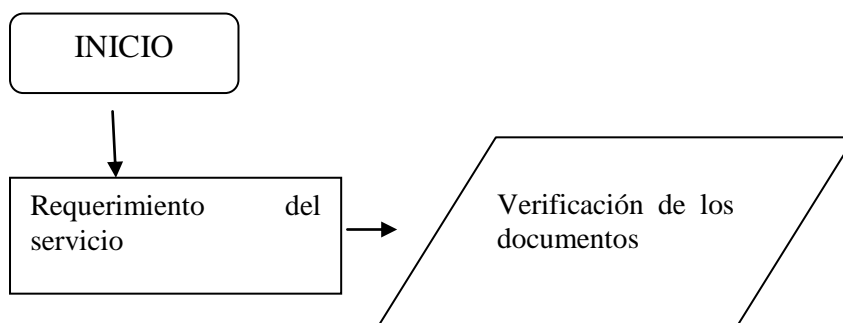 INICIO
Requerimiento del
servicio
Verificación de los
documentos